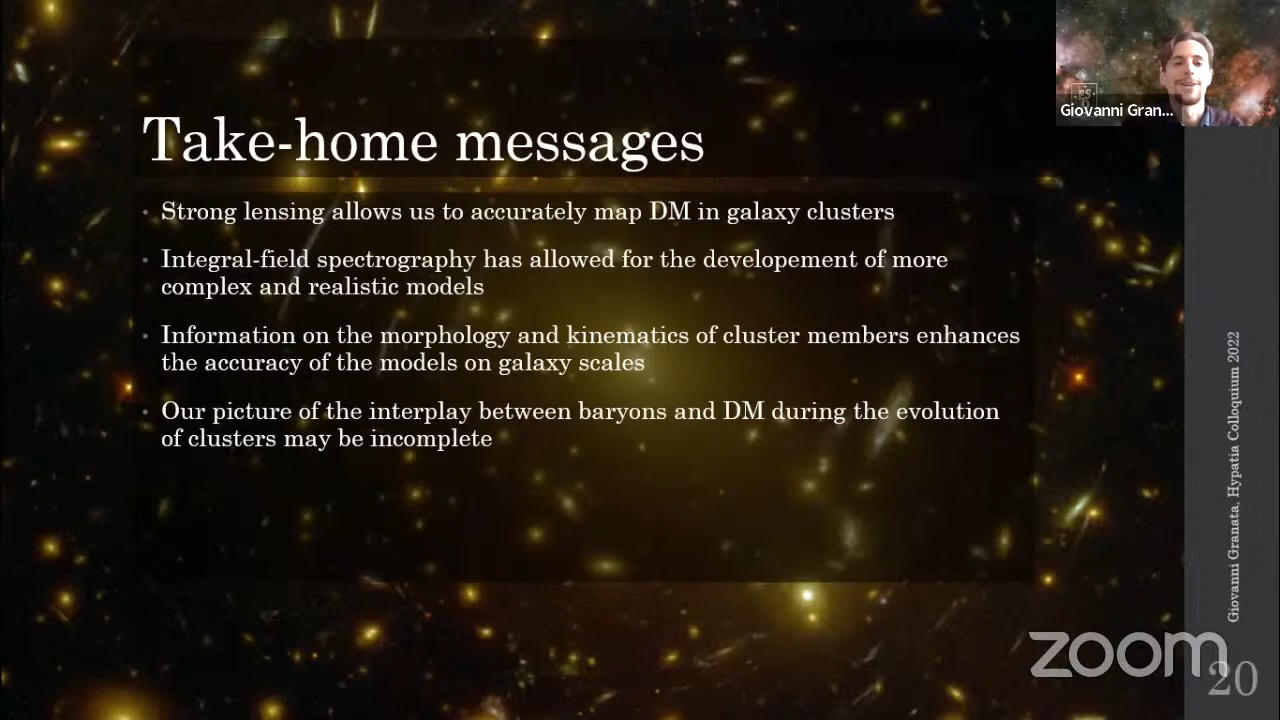 Take-home messages
• Strong lensing allows us to accurately map DM in galaxy clusters
• Integral-field spectrography has allowed for the developement of more
complex and realistic models
• Information on the morphology and kinematics of cluster members enhances
the accuracy of the models on galaxy scales
• Our picture of the interplay between baryons and DM during the evolution
of clusters may be incomplete
Giovanni Gran...
Giovanni Granata, Hypatia Colloquium 2022
zoom
20